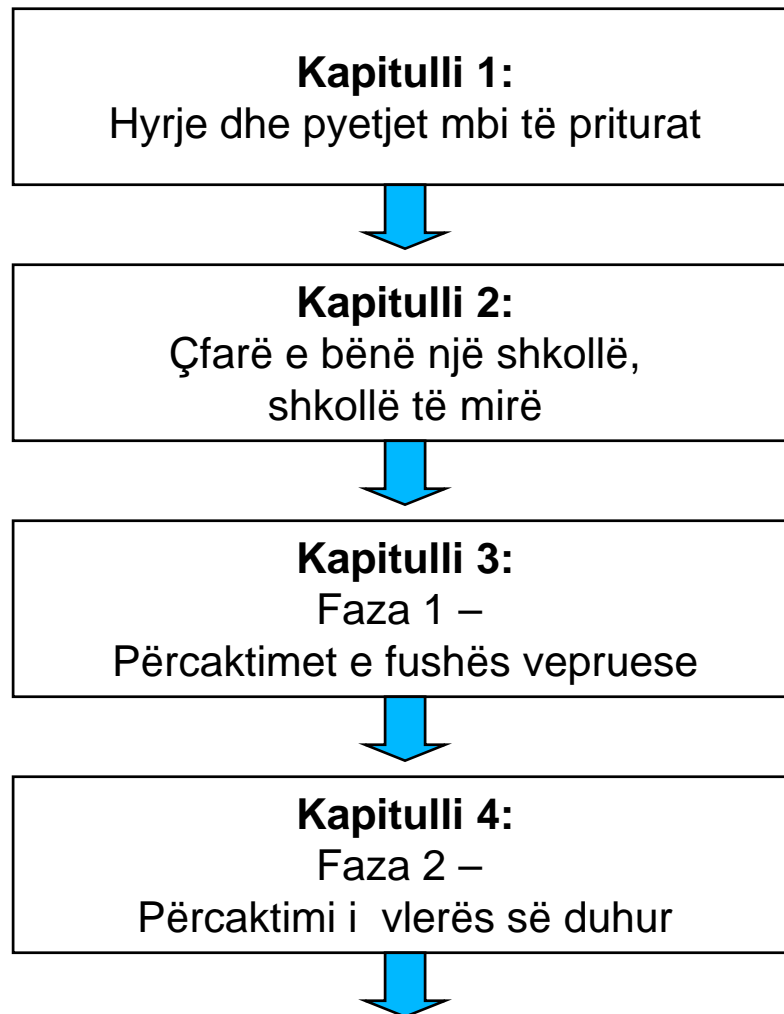 Kapitulli 1:
Hyrje dhe pyetjet mbi të priturat
Kapitulli 2:
Çfarë e bënë një shkollë,
shkollë të mirë
Kapitulli 3:
Faza 1 –
Përcaktimet e fushës vepruese
Kapitulli 4:
Faza 2 –
Përcaktimi i  vlerës së duhur